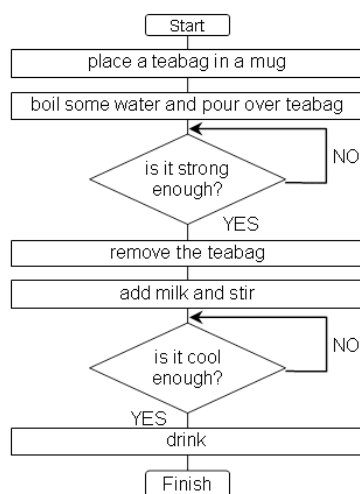 Start
place a teabag in a mug
boil some water and pour over teabag
NO
is it strong
enough?
YES
remove the teabag
add milk and stir
NO
is it cool
enough?
YES
drink
Finish